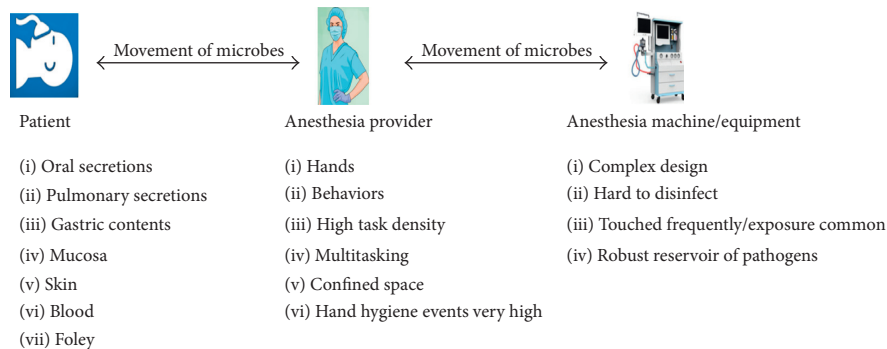 Movement of microbes
Movement of microbes
Patient
(i) Oral secretions
(ii) Pulmonary secretions
(iii) Gastric contents
(iv) Mucosa
(v) Skin
(vi) Blood
(vii) Foley
Anesthesia provider
(i) Hands
(ii) Behaviors
(iii) High task density
(iv) Multitasking
(v) Confined space
(vi) Hand hygiene events very high
Anesthesia machine/equipment
(i) Complex design
(ii) Hard to disinfect
(iii) Touched frequently/exposure common
(iv) Robust reservoir of pathogens